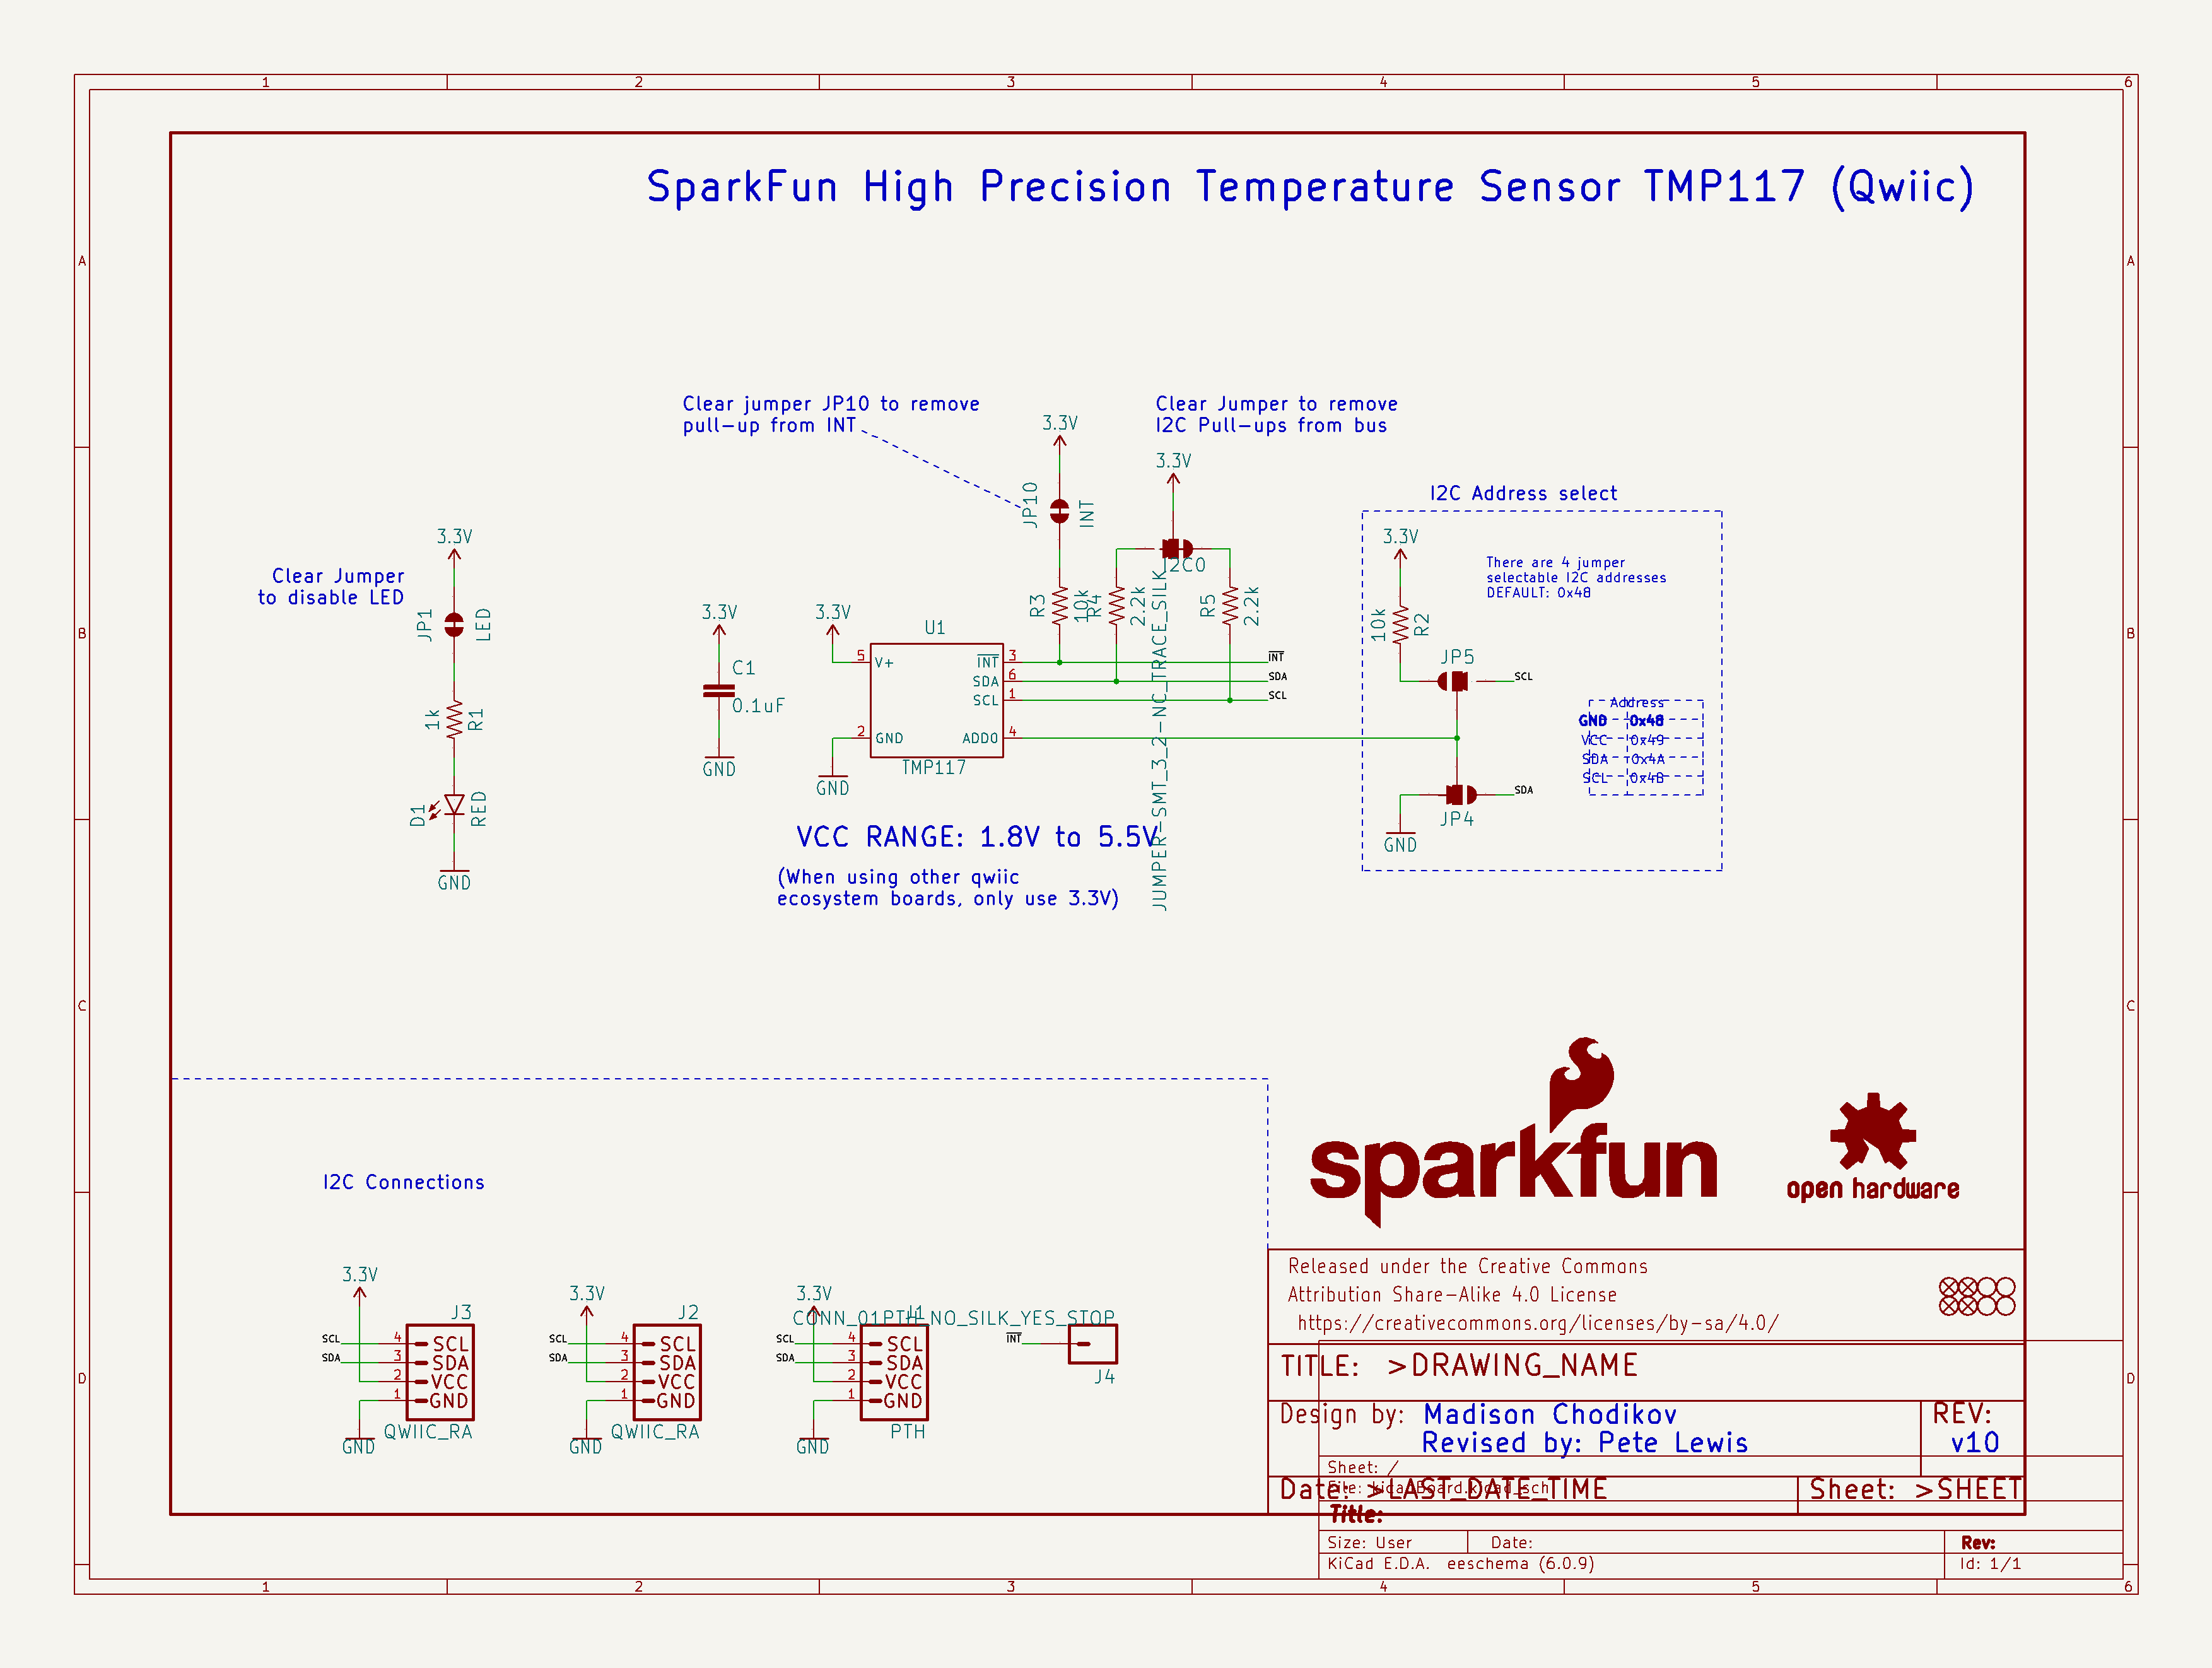 1 2 3 4 5 6
A A
B B
C C
D D
SparkFun High Precision Temperature Sensor TMP117 (Qwiic)
Clear jumper JP10 to remove
pull-up from INT
Clear Jumper to remove
I2C Pull-ups from bus
3.3V
JP10
INT
3.3V
I2C0
JUMPER-SMT_3_2-NC_TRACE_SILK
R3
10k
R4
2.2k
R5
2.2k
Clear Jumper
to disable LED
3.3V
JP1
LED
1k
R1
D1
RED
GND
3.3V
C1
0.1uF
GND
3.3V
GND
U1
5 V+
2 GND
INT 3
SDA 6
SCL 1
ADD0 4
TMP117
INT
SDA
SCL
VCC RANGE: 1.8V to 5.5V
(When using other qwiic
ecosystem boards, only use 3.3V)
I2C Address select
3.3V
10k
R2
There are 4 jumper
selectable I2C addresses
DEFAULT: 0x48
JP5
SCL
SDA
JP4
GND
Address
GND 0x48
VCC 0x49
SDA 0x4A
SCL 0x4B
I2C Connections
3.3V
J3
SCL 4 SCL
SDA 3 SDA
2 VCC
1 GND
GND
QWIIC_RA
3.3V
J2
SCL 4 SCL
SDA 3 SDA
2 VCC
1 GND
GND
QWIIC_RA
3.3V
J1
SCL 4 SCL
SDA 3 SDA
2 VCC
1 GND
GND
PTH
CONN_01PTH_NO_SILK_YES_STOP
INT
J4
sparkfun
open hardware
Released under the Creative Commons
Attribution Share-Alike 4.0 License
https://creativecommons.org/licenses/by-sa/4.0/
TITLE: >DRAWING_NAME
Design by: Madison Chodikov
Revised by: Pete Lewis
REV:
v10
Date: >LAST_DATE_TIME
Sheet: >SHEET
Sheet: /
File: kicadBoard.kicad_sch
Title:
Size: User
Date:
Rev:
KiCad E.D.A. eeschema (6.0.9)
Id: 1/1
1 2 3 4 5 6